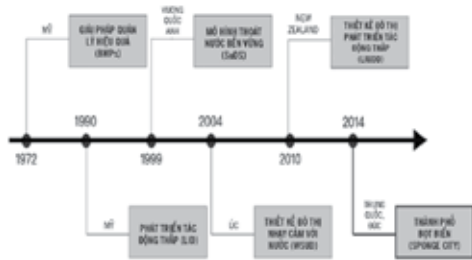 MỸ
GIẢI PHÁP QUẢN
LÝ HIỆU QUẢ
(BMPs)
VƯƠNG
QUỐC
ANH
MÔ HÌNH THOÁT
NƯỚC BỀN VỮNG
(SuDS)
NEW
ZEALAND
THIẾT KẾ ĐÔ THỊ
PHÁT TRIỂN TÁC
ĐỘNG THẤP
(LIUDD)
1990
2004
2014
1972
1999
2010
MỸ
PHÁT TRIỂN TÁC
ĐỘNG THẤP (LID)
ÚC
THIẾT KẾ ĐÔ THỊ
NHẠY CẢM VỚI
NƯỚC (WSUD)
TRUNG
QUỐC,
ĐỨC
THÀNH PHỐ
BỌT BIỂN
(SPONGE CITY)